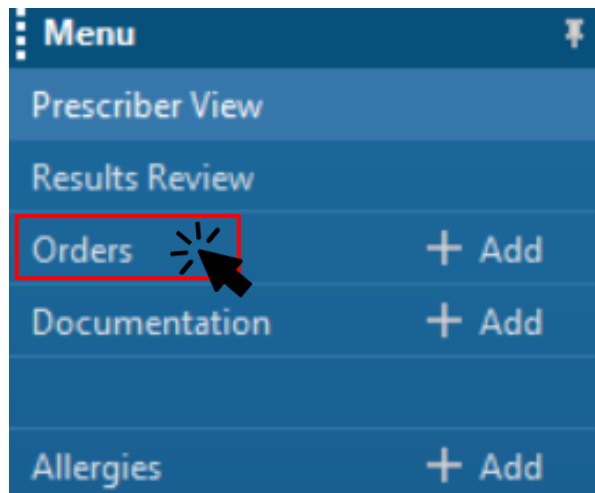 Menu
Prescriber View
Results Review
Orders + Add
Documentation + Add
Allergies + Add